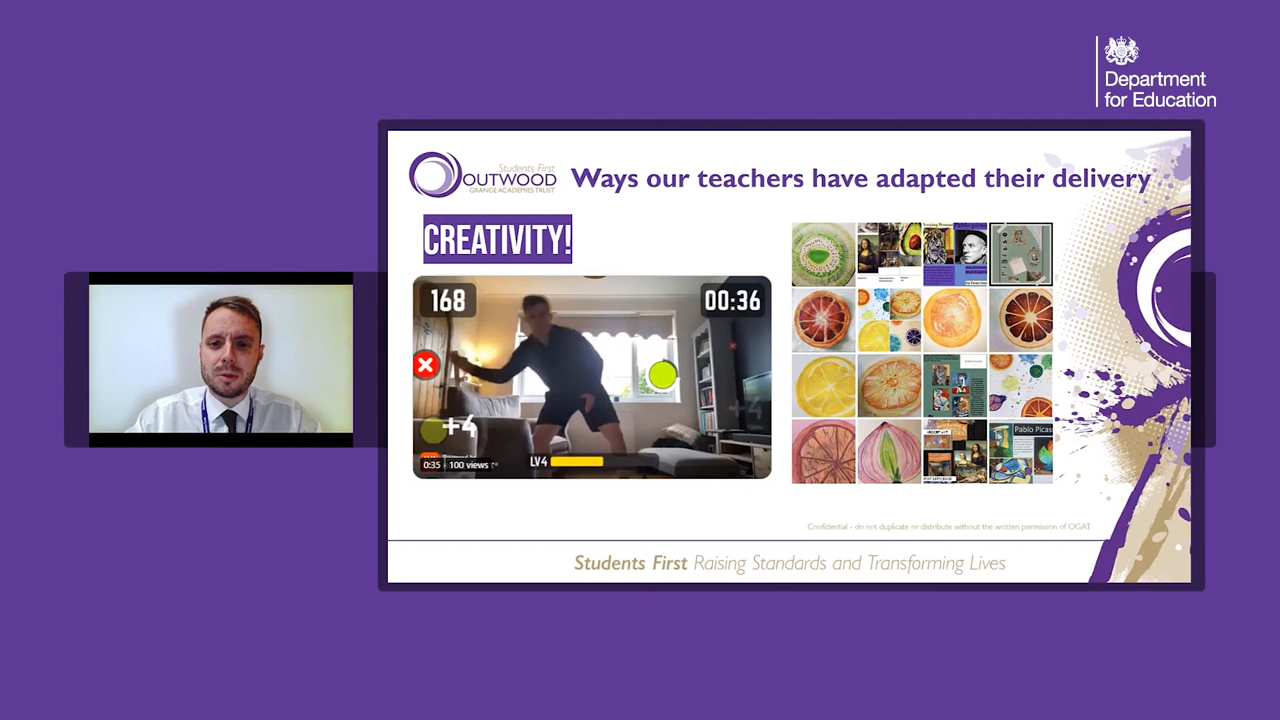 Department
for Education
Students First
OUTWOOD
GRANGE ACADEMIES TRUST
Ways our teachers have adapted their delivery
CREATIVITY!
168
00:36
+4
+4
0:35 · 100 views
LV4
Pablo Picasso
Confidential - do not duplicate or distribute without the written permission of OGAT
Students First Raising Standards and Transforming Lives